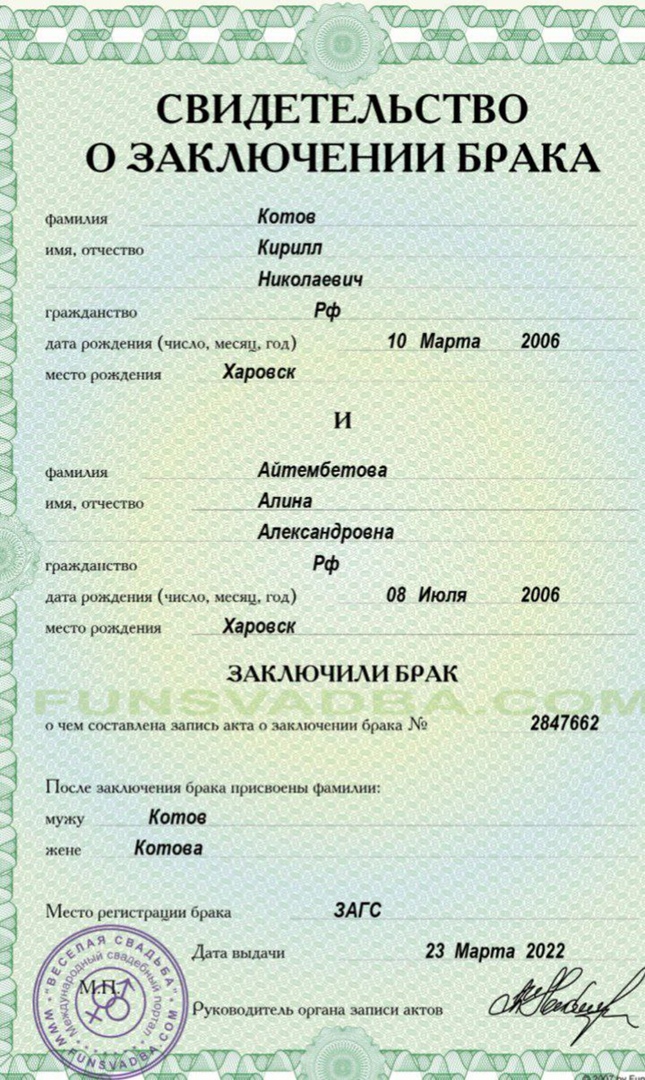 СВИДЕТЕЛЬСТВО
О ЗАКЛЮЧЕНИИ БРАКА
фамилия Котов
имя, отчество Кирилл
Николаевич
гражданство Рф
дата рождения (число, месяц, год) 10 Марта 2006
место рождения Харовск
И
фамилия Айтембетова
имя, отчество Алина
Александровна
гражданство Рф
дата рождения (число, месяц, год) 08 Июля 2006
место рождения Харовск
ЗАКЛЮЧИЛИ БРАК
FUNSVADBA.COM
о чем составлена запись акта о заключении брака № 2847662
После заключения брака присвоены фамилии:
мужу Котов
жене Котова
Место регистрации брака ЗАГС
Дата выдачи 23 Марта 2022
"ВЕСЕЛАЯ СВАДЬБА"
Международный свадебный портал
М.П.
WWW.FUNSVADBA.COM
Руководитель органа записи актов
© 2007 by Fun